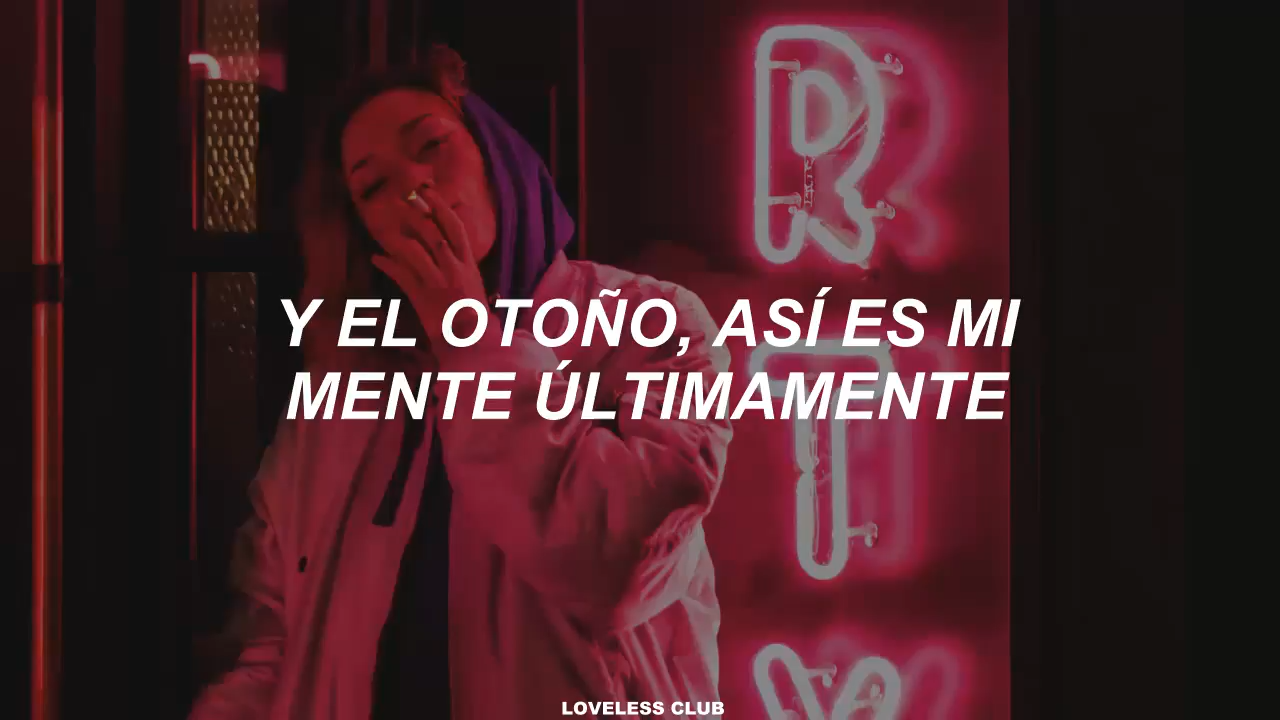 R
Y EL OTOÑO, ASÍ ES MI
MENTE ÚLTIMAMENTE
T
LOVELESS CLUB